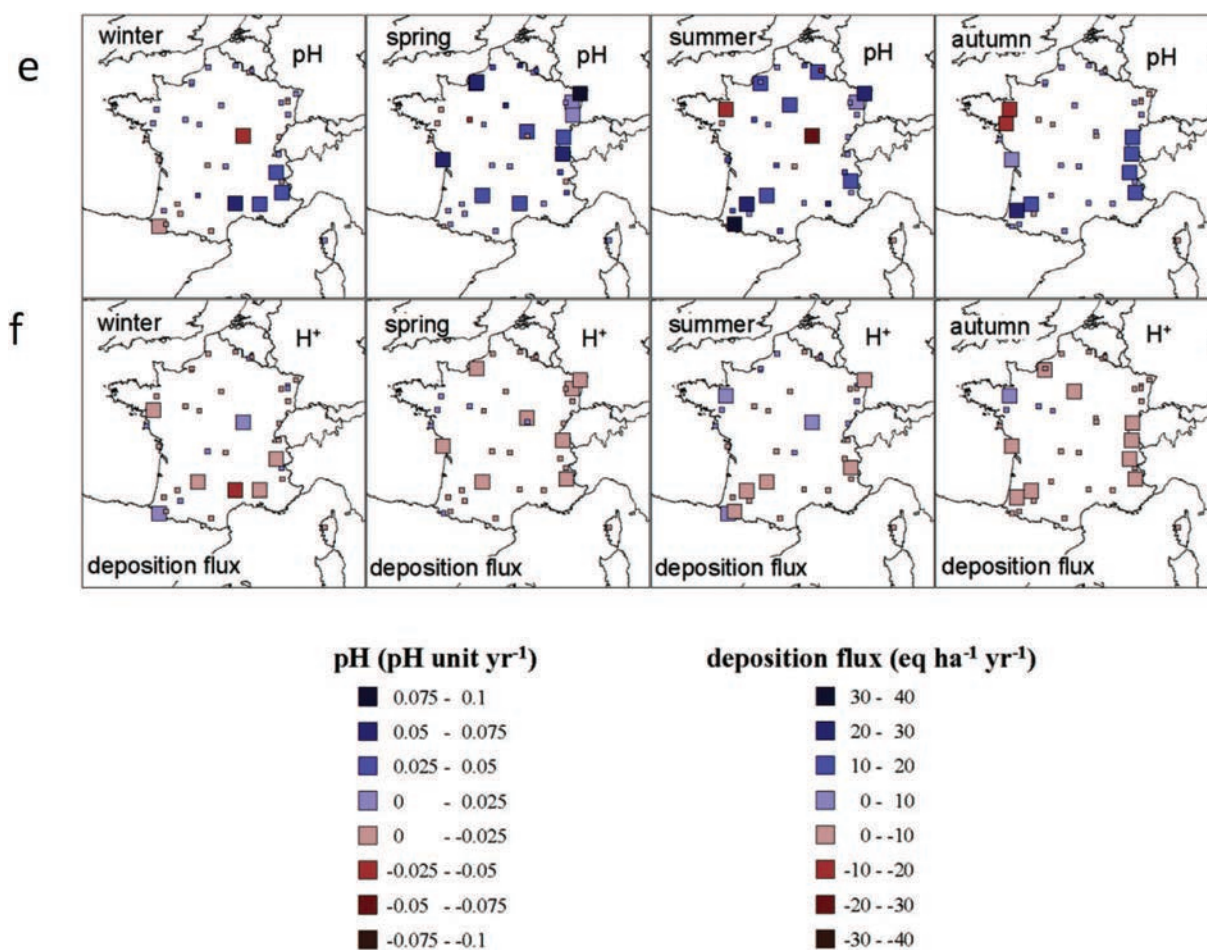 e
winter
pH
spring
pH
summer
pH
autumn
pH
f
winter
H⁺
deposition flux
spring
H⁺
deposition flux
summer
H⁺
deposition flux
autumn
H⁺
deposition flux
pH (pH unit yr⁻¹)
0.075 - 0.1
0.05 - 0.075
0.025 - 0.05
0 - 0.025
0 - -0.025
-0.025 - -0.05
-0.05 - -0.075
-0.075 - -0.1
deposition flux (eq ha⁻¹ yr⁻¹)
30 - 40
20 - 30
10 - 20
0 - 10
0 - -10
-10 - -20
-20 - -30
-30 - -40